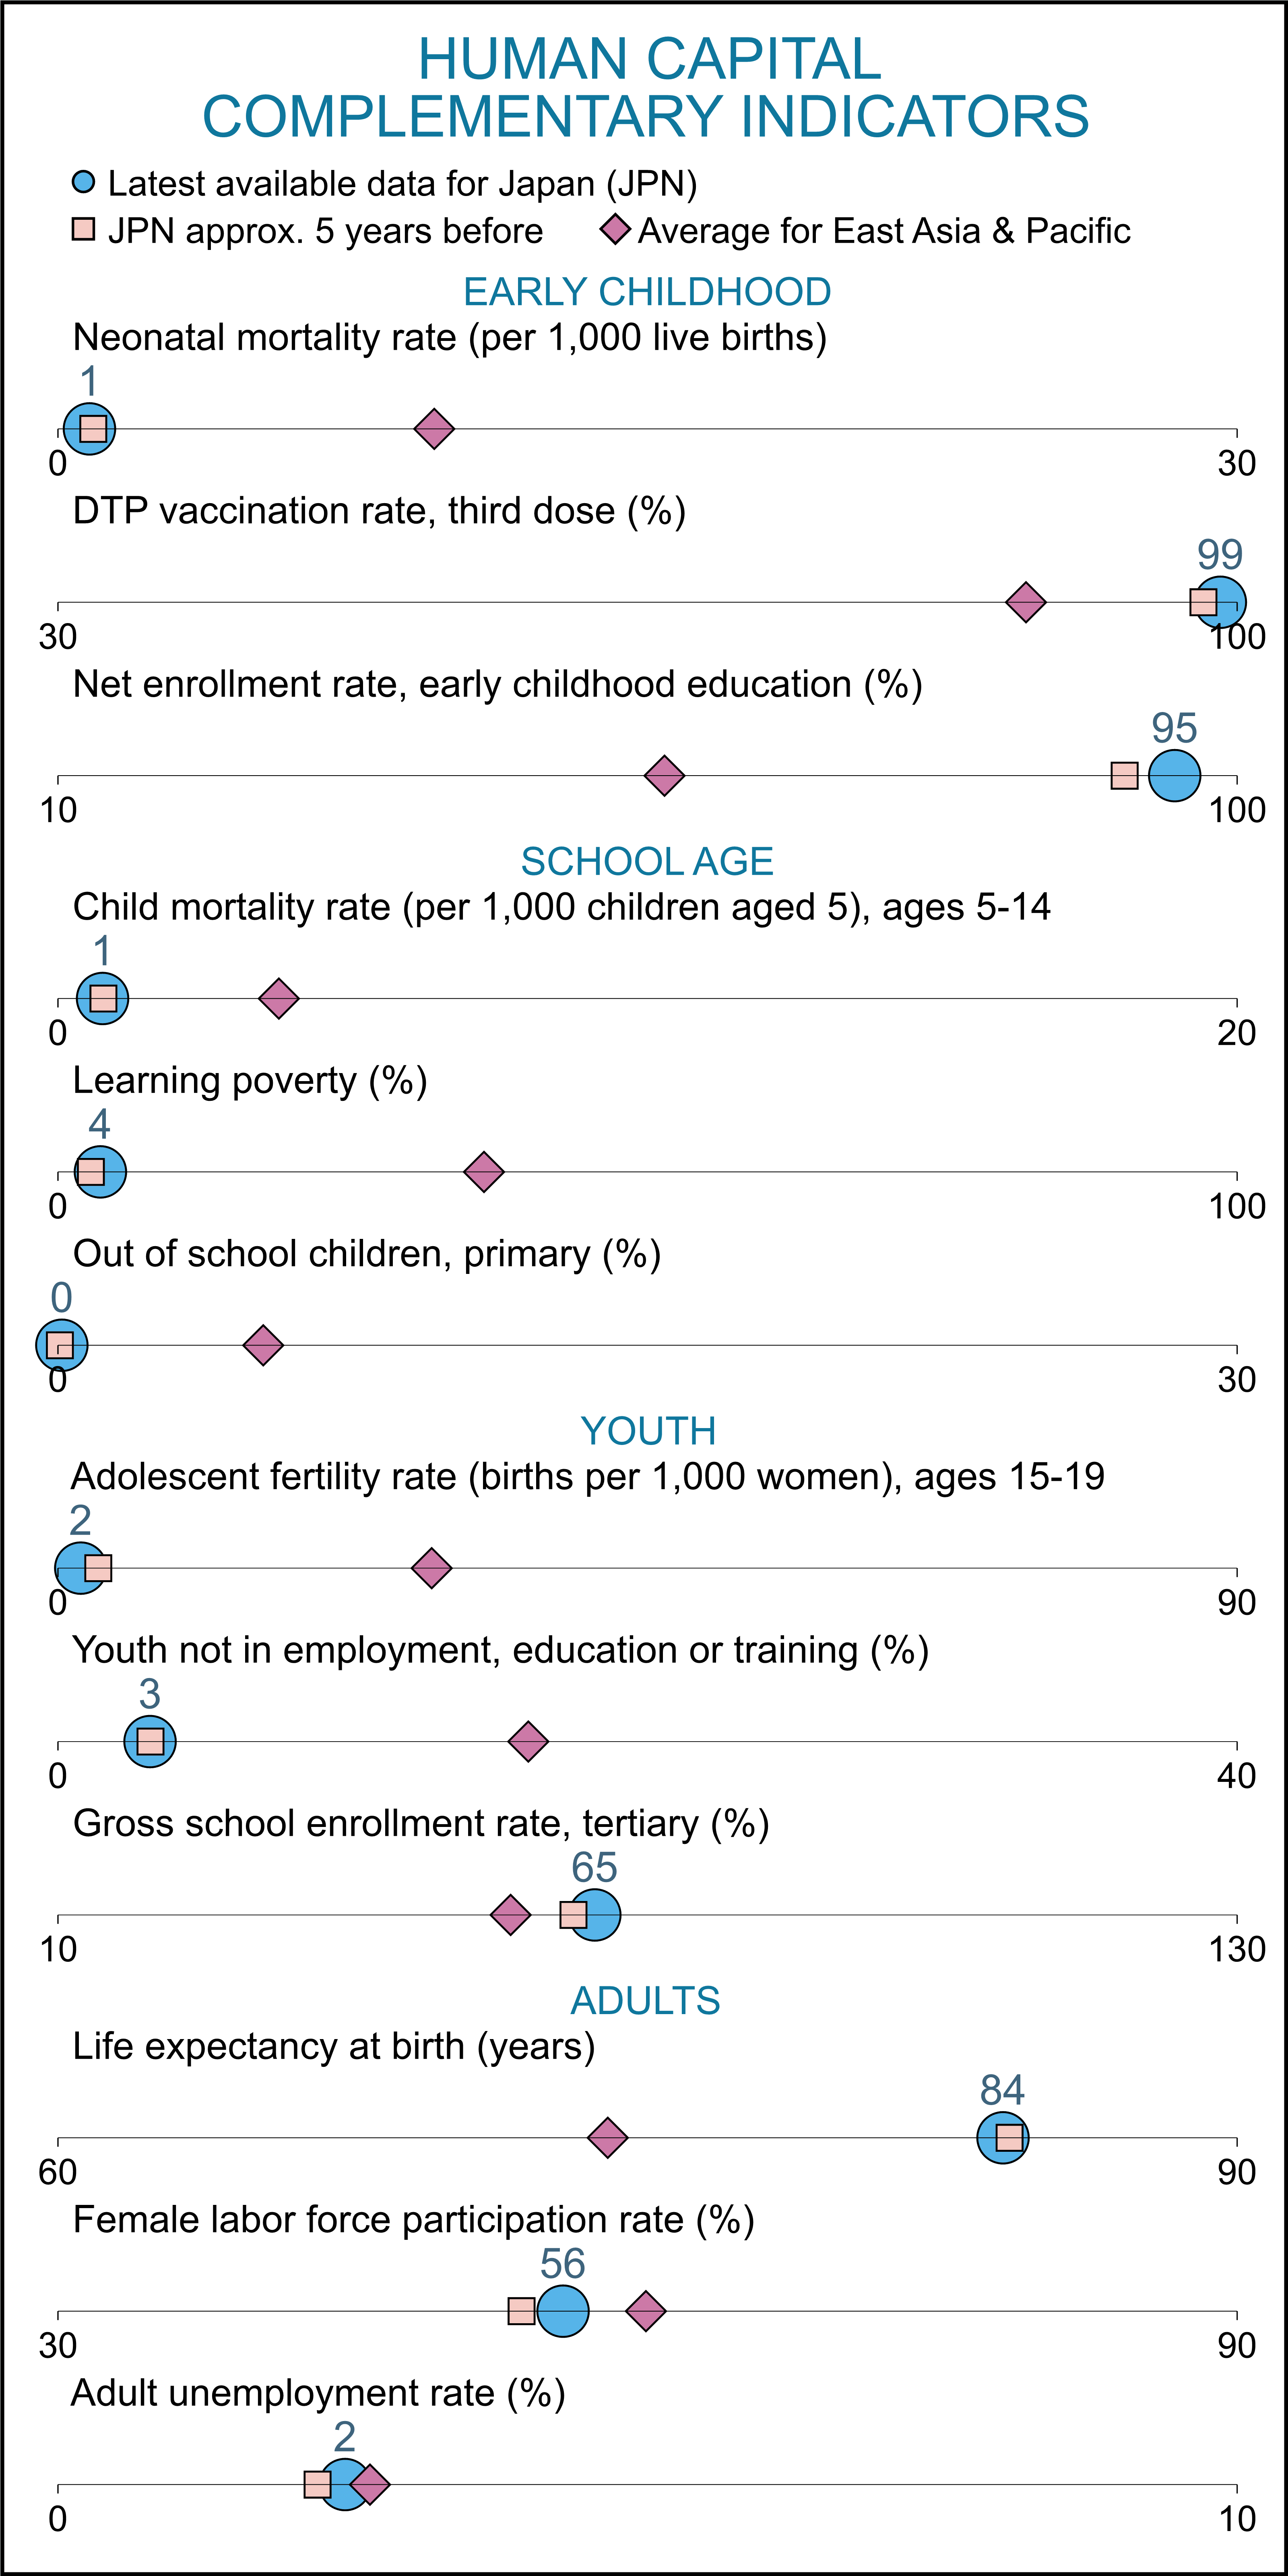 HUMAN CAPITAL
COMPLEMENTARY INDICATORS
Latest available data for Japan (JPN)
JPN approx. 5 years before Average for East Asia & Pacific
EARLY CHILDHOOD
Neonatal mortality rate (per 1,000 live births)
1
0 30
DTP vaccination rate, third dose (%)
99
30 100
Net enrollment rate, early childhood education (%)
95
10 100
SCHOOL AGE
Child mortality rate (per 1,000 children aged 5), ages 5-14
1
0 20
Learning poverty (%)
4
0 100
Out of school children, primary (%)
0
0 30
YOUTH
Adolescent fertility rate (births per 1,000 women), ages 15-19
2
0 90
Youth not in employment, education or training (%)
3
0 40
Gross school enrollment rate, tertiary (%)
65
10 130
ADULTS
Life expectancy at birth (years)
84
60 90
Female labor force participation rate (%)
56
30 90
Adult unemployment rate (%)
2
0 10